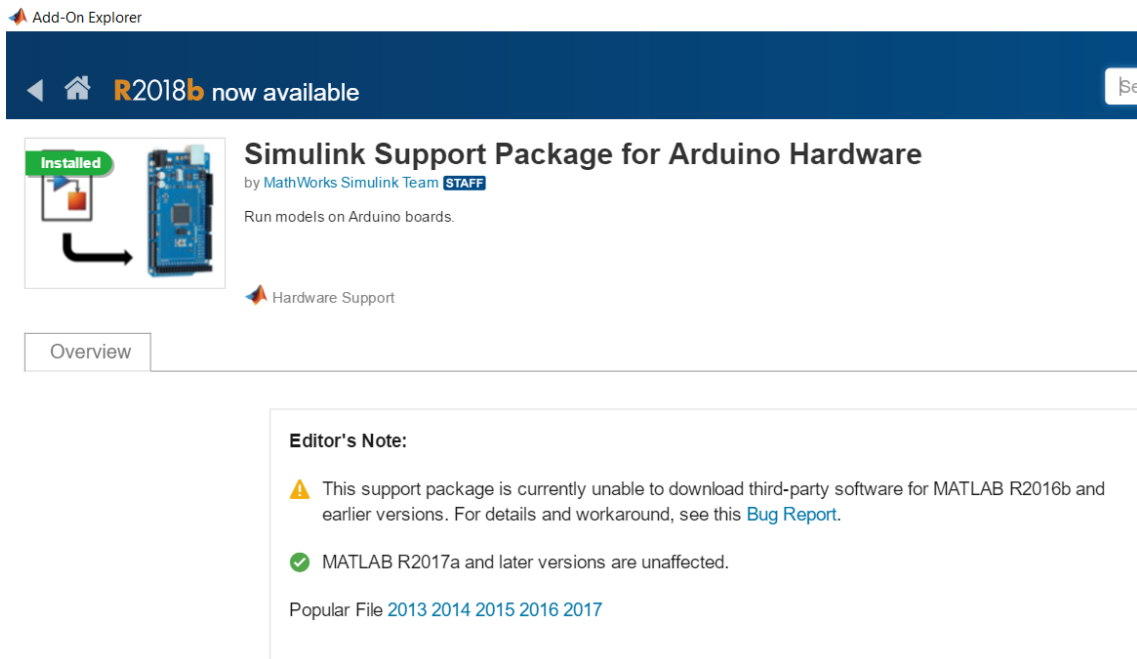 Add-On Explorer
R2018b now available
Se
Installed
Simulink Support Package for Arduino Hardware
by MathWorks Simulink Team STAFF
Run models on Arduino boards.
Hardware Support
Overview
Editor's Note:
This support package is currently unable to download third-party software for MATLAB R2016b and
earlier versions. For details and workaround, see this Bug Report.
MATLAB R2017a and later versions are unaffected.
Popular File 2013 2014 2015 2016 2017